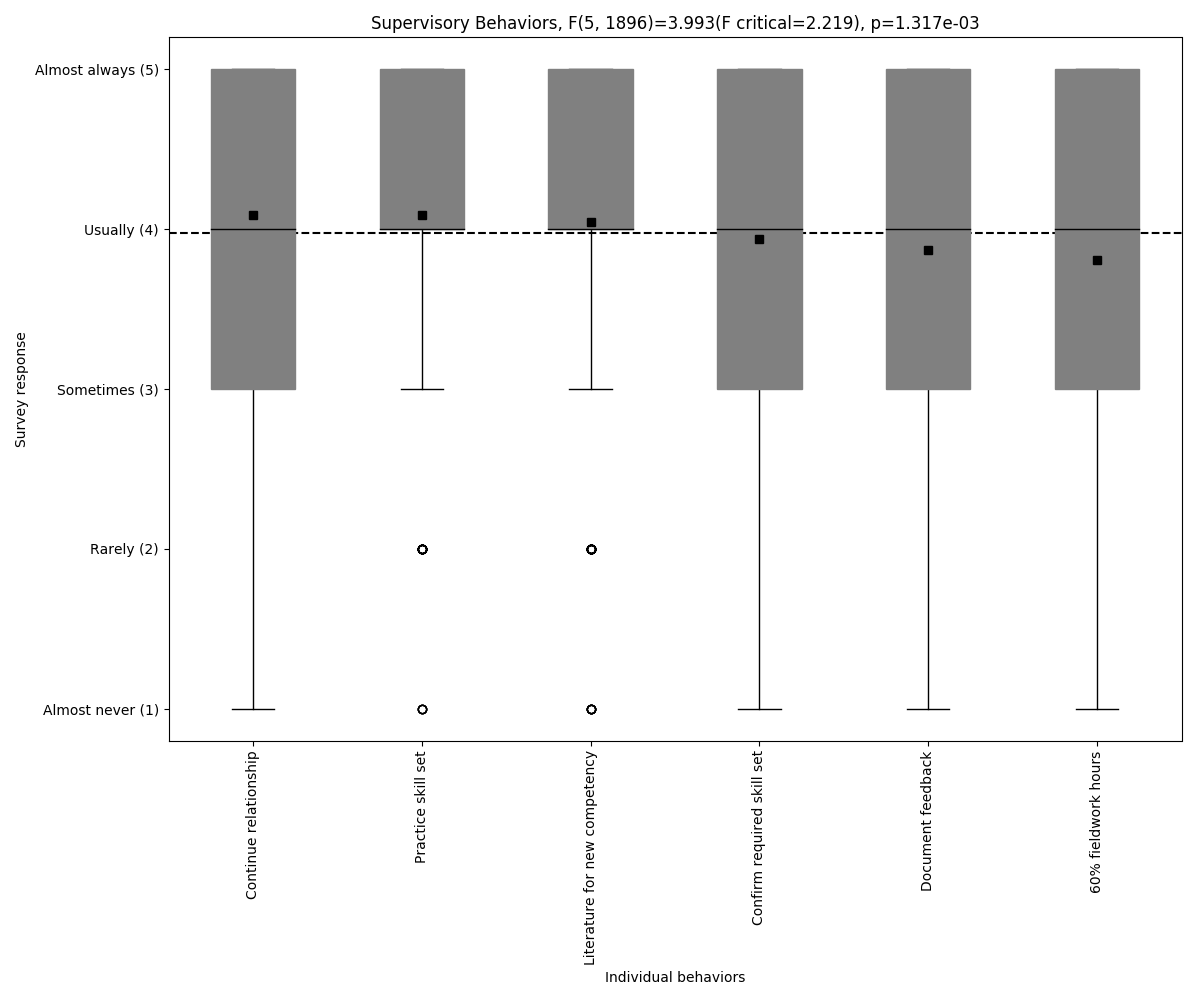 Supervisory Behaviors, F(5, 1896)=3.993(F critical=2.219), p=1.317e-03
Almost always (5)
Usually (4)
Sometimes (3)
Rarely (2)
Almost never (1)
Survey response
Continue relationship
Practice skill set
Literature for new competency
Confirm required skill set
Document feedback
60% fieldwork hours
Individual behaviors